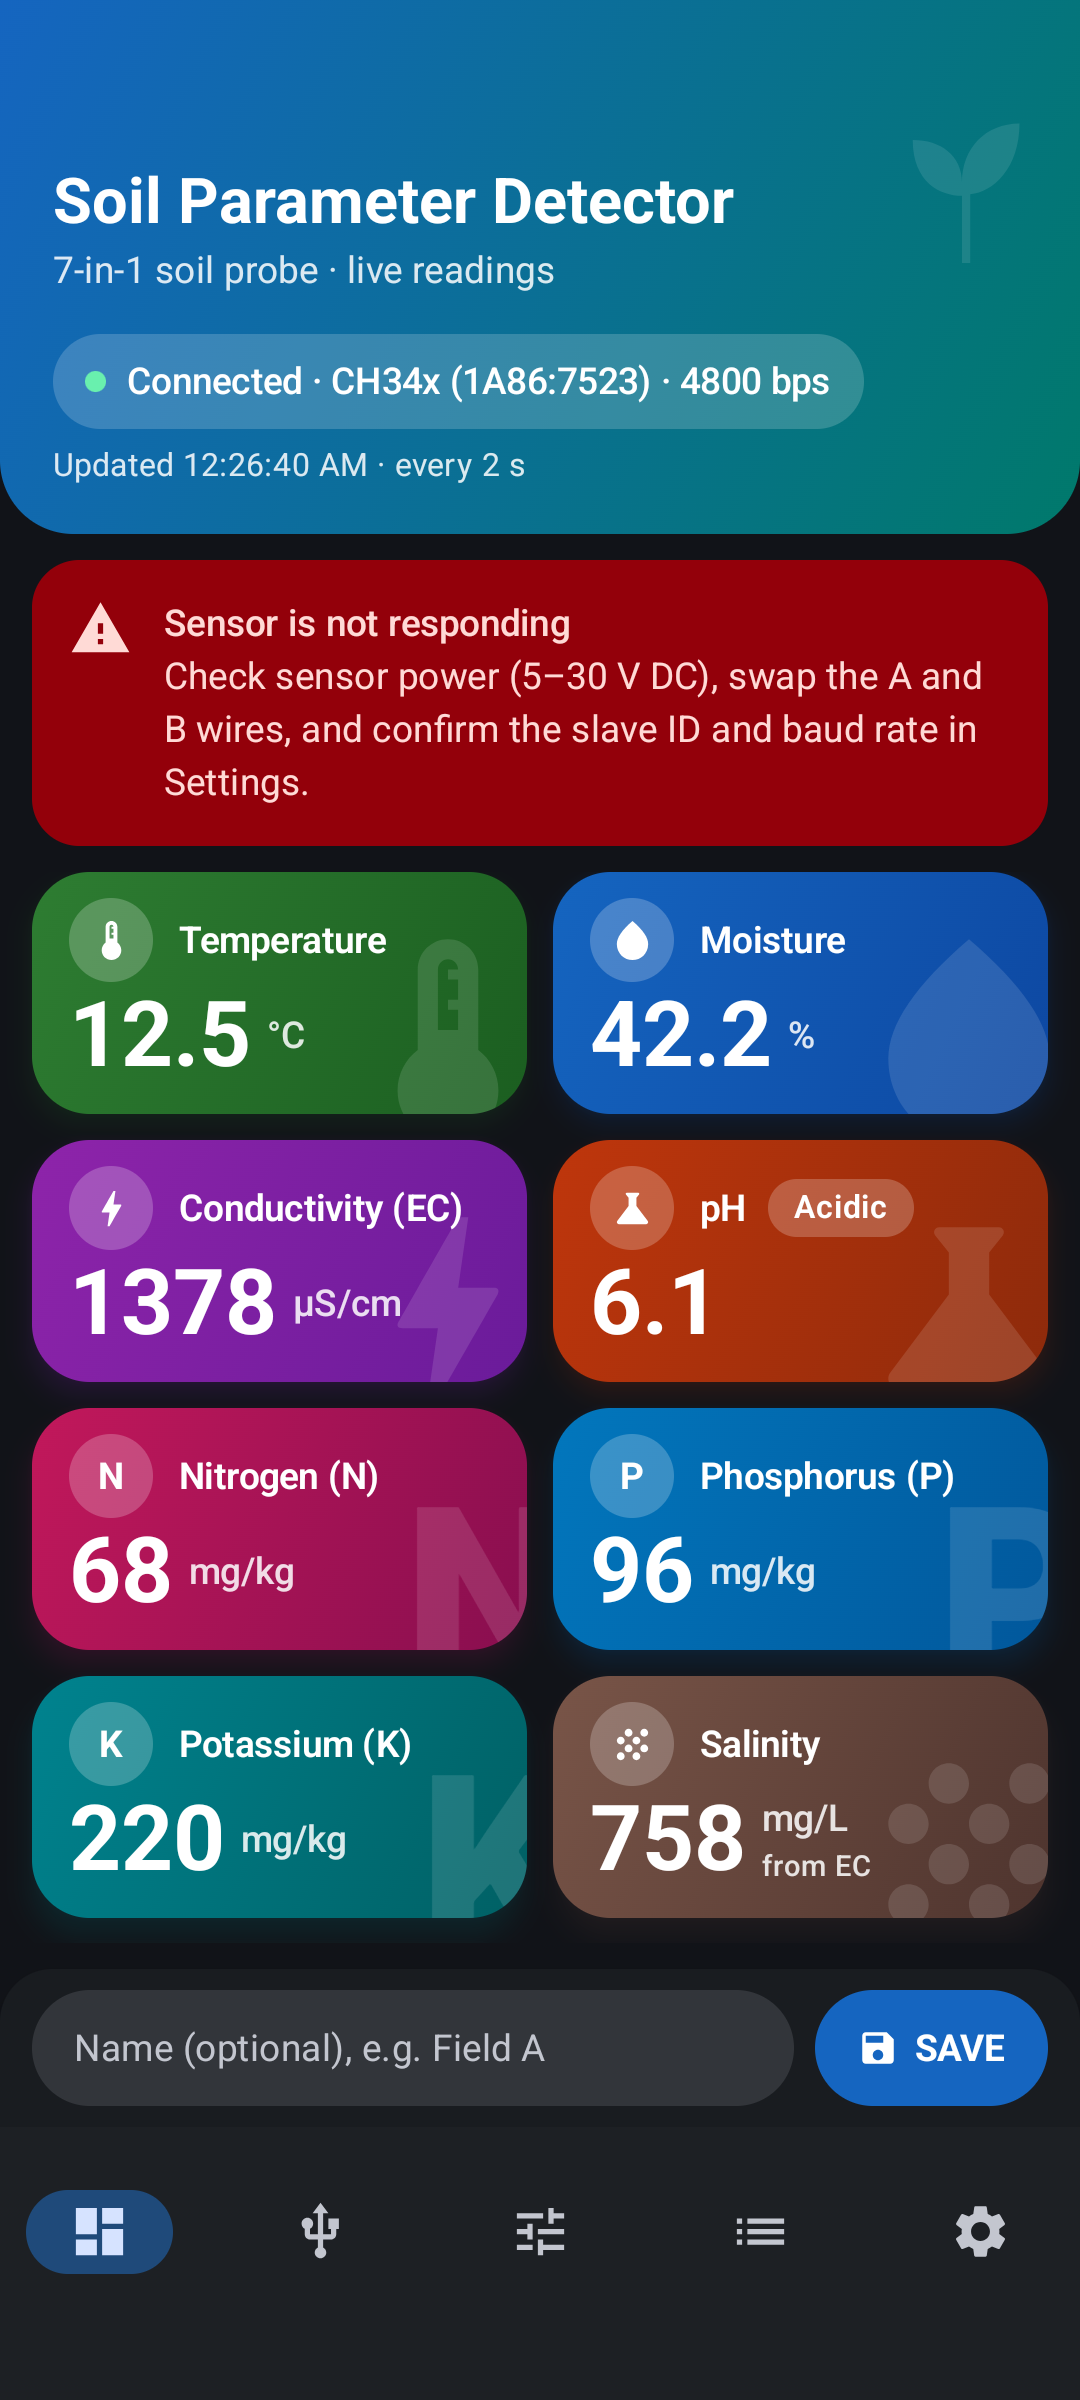 Soil Parameter Detector
7-in-1 soil probe · live readings
Connected · CH34x (1A86:7523) · 4800 bps
Updated 12:26:40 AM · every 2 s
Sensor is not responding
Check sensor power (5–30 V DC), swap the A and
B wires, and confirm the slave ID and baud rate in
Settings.
Temperature
12.5 °C
Moisture
42.2 %
Conductivity (EC)
1378 µS/cm
pH Acidic
6.1
N Nitrogen (N)
68 mg/kg
N
P Phosphorus (P)
96 mg/kg
P
K Potassium (K)
220 mg/kg
K
Salinity
758 mg/L
from EC
Name (optional), e.g. Field A
SAVE